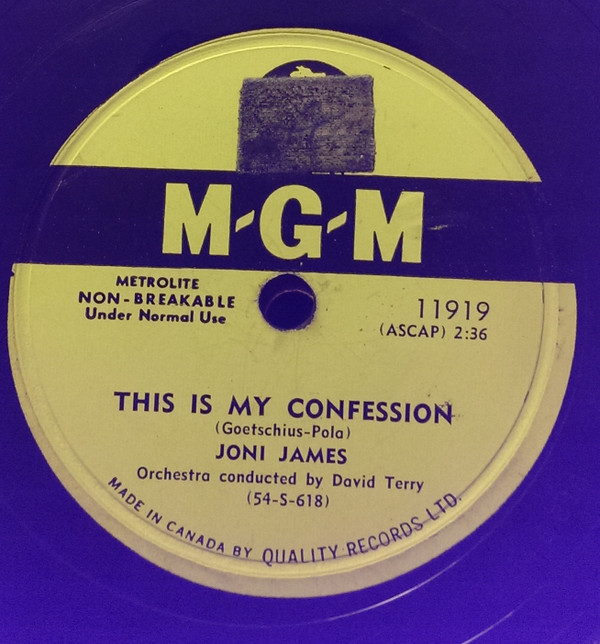 M-G-M
METROLITE
NON-BREAKABLE
Under Normal Use
11919
(ASCAP) 2:36
THIS IS MY CONFESSION
(Goetschius-Pola)
JONI JAMES
Orchestra conducted by David Terry
(54-S-618)
MADE IN CANADA BY QUALITY RECORDS LTD.